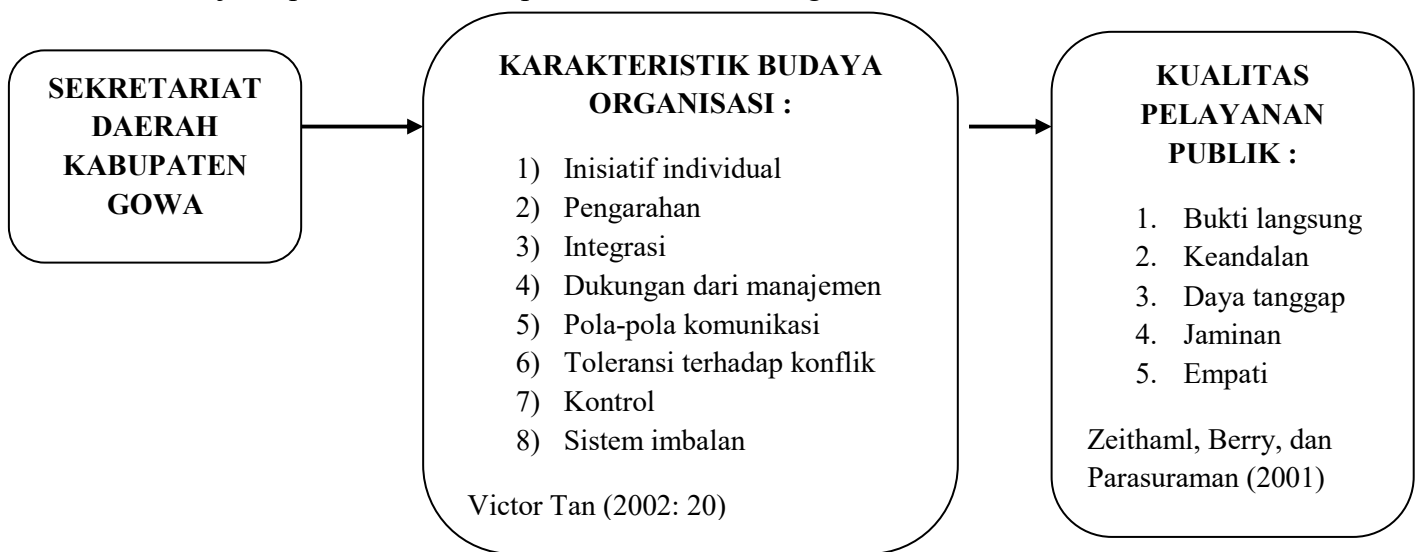 SEKRETARIAT
DAERAH
KABUPATEN
GOWA
KARAKTERISTIK BUDAYA
ORGANISASI :
1) Inisiatif individual
2) Pengarahan
3) Integrasi
4) Dukungan dari manajemen
5) Pola-pola komunikasi
6) Toleransi terhadap konflik
7) Kontrol
8) Sistem imbalan
Victor Tan (2002: 20)
KUALITAS
PELAYANAN
PUBLIK :
1. Bukti langsung
2. Keandalan
3. Daya tanggap
4. Jaminan
5. Empati
Zeithaml, Berry, dan
Parasuraman (2001)